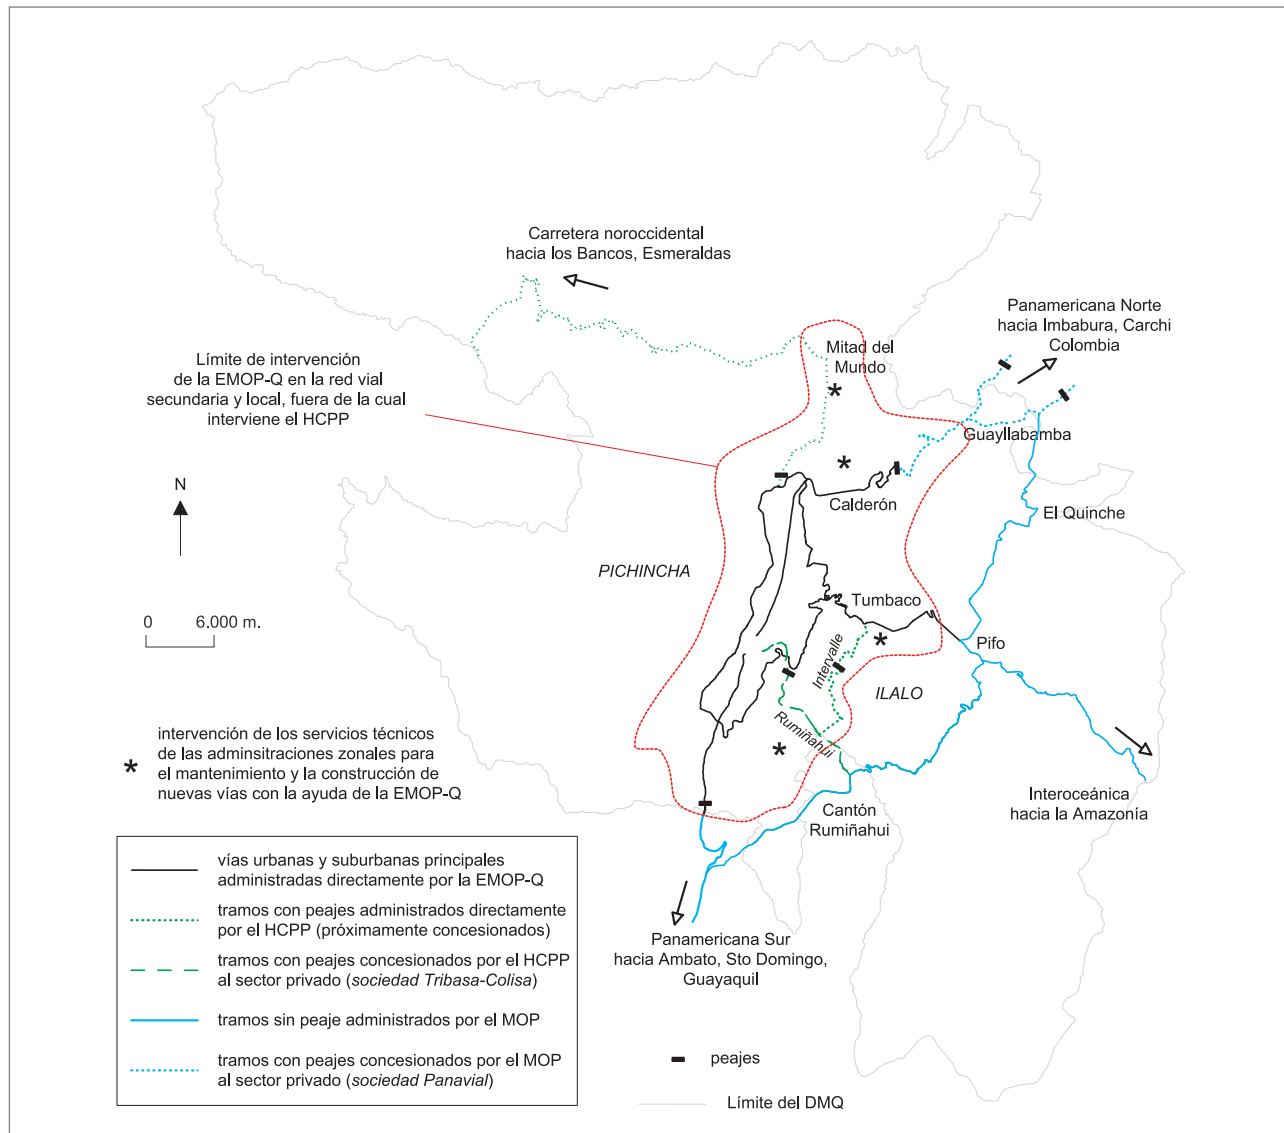 Carretera noroccidental
hacia los Bancos, Esmeraldas
Panamericana Norte
hacia Imbabura, Carchi
Colombia
Mitad del
Mundo
Límite de intervención
de la EMOP-Q en la red vial
secundaria y local, fuera de la cual
interviene el HCPP
Guayllabamba
N
Calderón
El Quinche
PICHINCHA
Tumbaco
0 6.000 m.
Pifo
Intervalle
ILALO
Rumiñahui
intervención de los servicios técnicos
* de las adminsitraciones zonales para
el mantenimiento y la construcción de
nuevas vías con la ayuda de la EMOP-Q
Interoceánica
hacia la Amazonía
Cantón
Rumiñahui
vías urbanas y suburbanas principales
administradas directamente por la EMOP-Q
tramos con peajes administrados directamente
por el HCPP (próximamente concesionados)
tramos con peajes concesionados por el HCPP
al sector privado (sociedad Tribasa-Colisa)
tramos sin peaje administrados por el MOP
tramos con peajes concesionados por el MOP
al sector privado (sociedad Panavial)
Panamericana Sur
hacia Ambato, Sto Domingo,
Guayaquil
peajes
Límite del DMQ